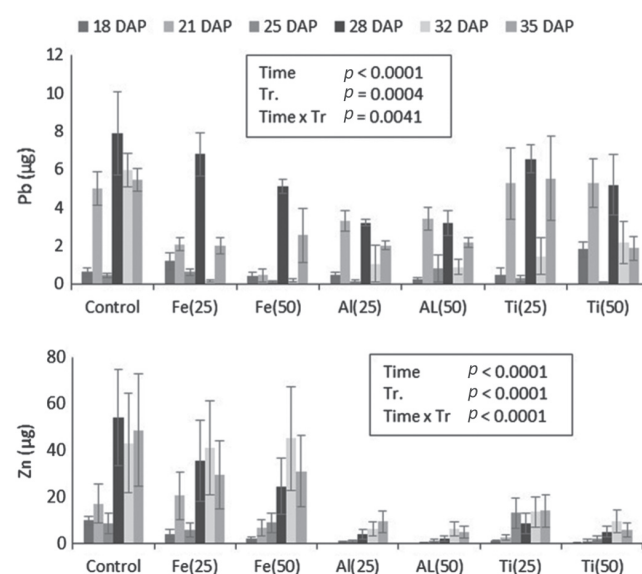 18 DAP 21 DAP 25 DAP 28 DAP 32 DAP 35 DAP
12
10
8
6
4
2
0
Pb (µg)
Time p < 0.0001
Tr. p = 0.0004
Time x Tr p = 0.0041
Control Fe(25) Fe(50) Al(25) AL(50) Ti(25) Ti(50)
80
60
40
20
0
Zn (µg)
Time p < 0.0001
Tr. p < 0.0001
Time x Tr p < 0.0001
Control Fe(25) Fe(50) Al(25) AL(50) Ti(25) Ti(50)